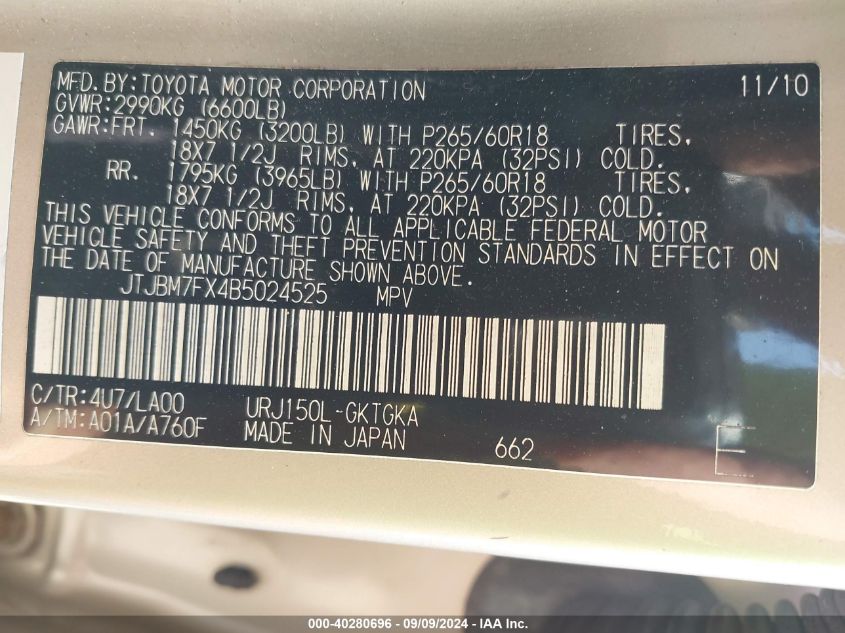 MFD.BY:TOYOTA MOTOR CORPORATION 11/10
GVWR:2990KG (6600LB)
GAWR:FRT. 1450KG (3200LB) WITH P265/60R18 TIRES,
18X7 1/2J RIMS, AT 220KPA (32PSI) COLD.
RR. 1795KG (3965LB) WITH P265/60R18 TIRES,
18X7 1/2J RIMS, AT 220KPA (32PSI) COLD.
THIS VEHICLE CONFORMS TO ALL APPLICABLE FEDERAL MOTOR
VEHICLE SAFETY AND THEFT PREVENTION STANDARDS IN EFFECT ON
THE DATE OF MANUFACTURE SHOWN ABOVE.
JTJBM7FX4B5024525 MPV
C/TR:4U7/LA00 URJ150L-GKTGKA
A/TM:A01A/A760F MADE IN JAPAN 662 E
000-40280696 - 09/09/2024 - IAA Inc.